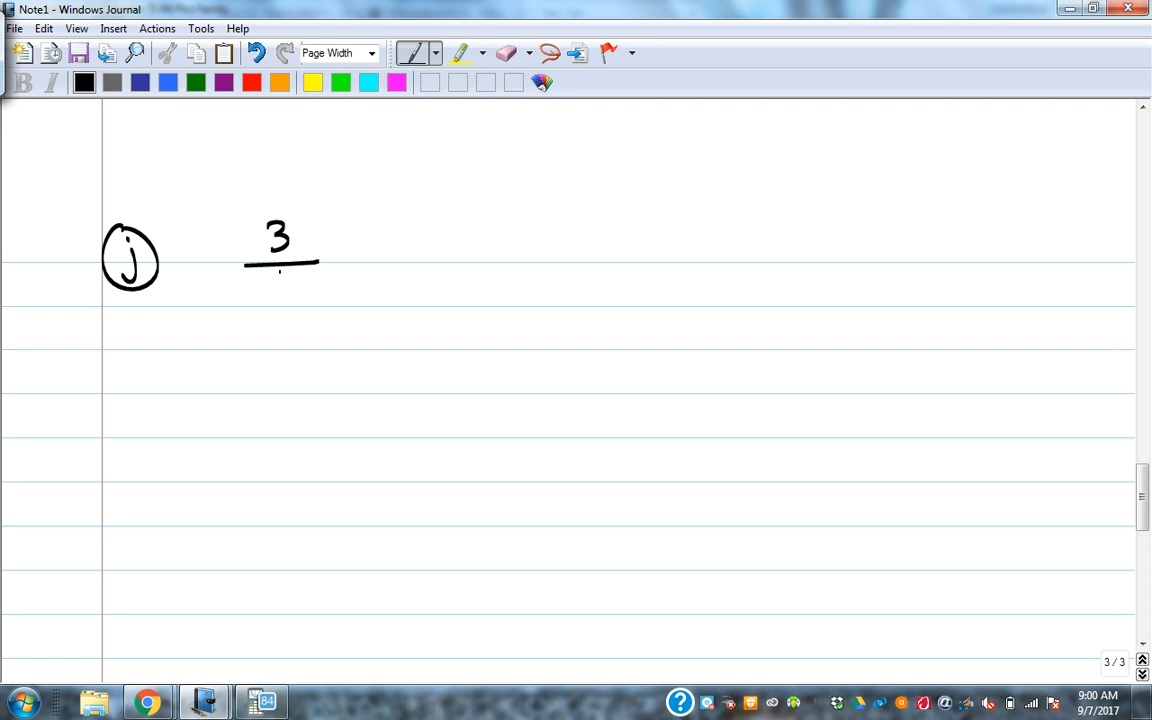 Note1 - Windows Journal
File Edit View Insert Actions Tools Help
Page Width
B I
j 3
3 / 3
84
9:00 AM
9/7/2017